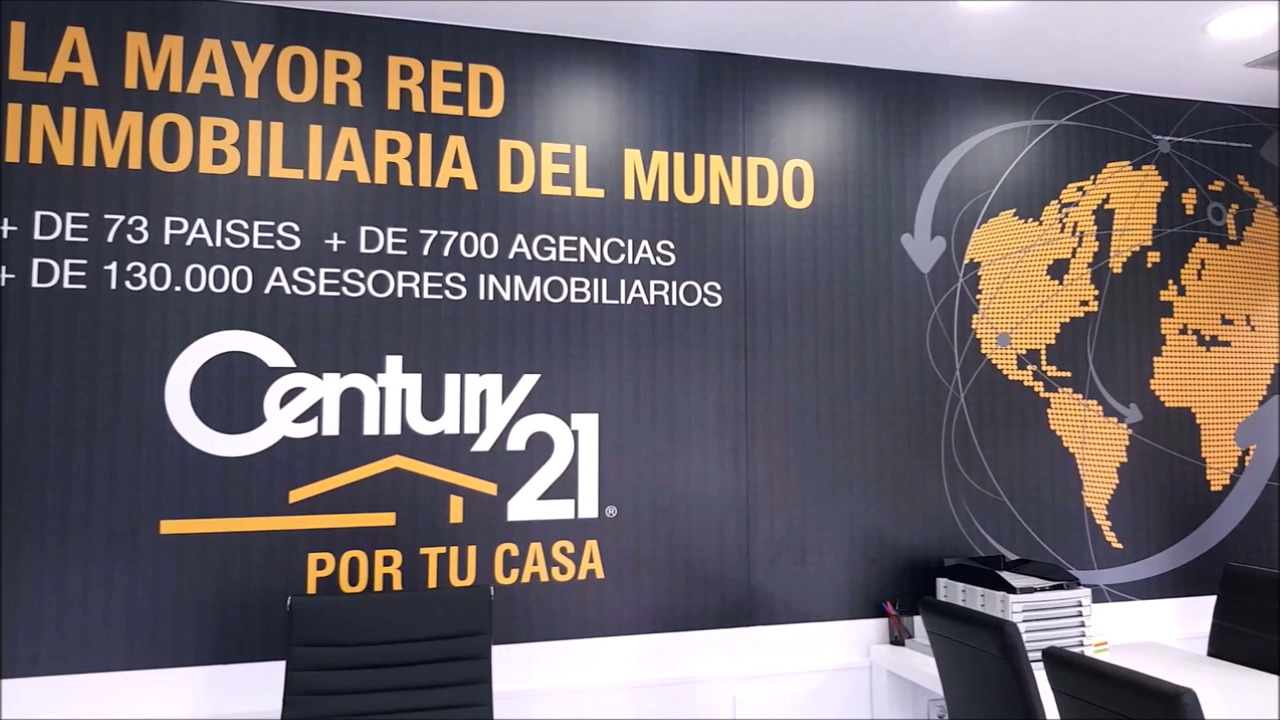 LA MAYOR RED
INMOBILIARIA DEL MUNDO
+ DE 73 PAISES + DE 7700 AGENCIAS
+ DE 130.000 ASESORES INMOBILIARIOS
Century
21®
POR TU CASA